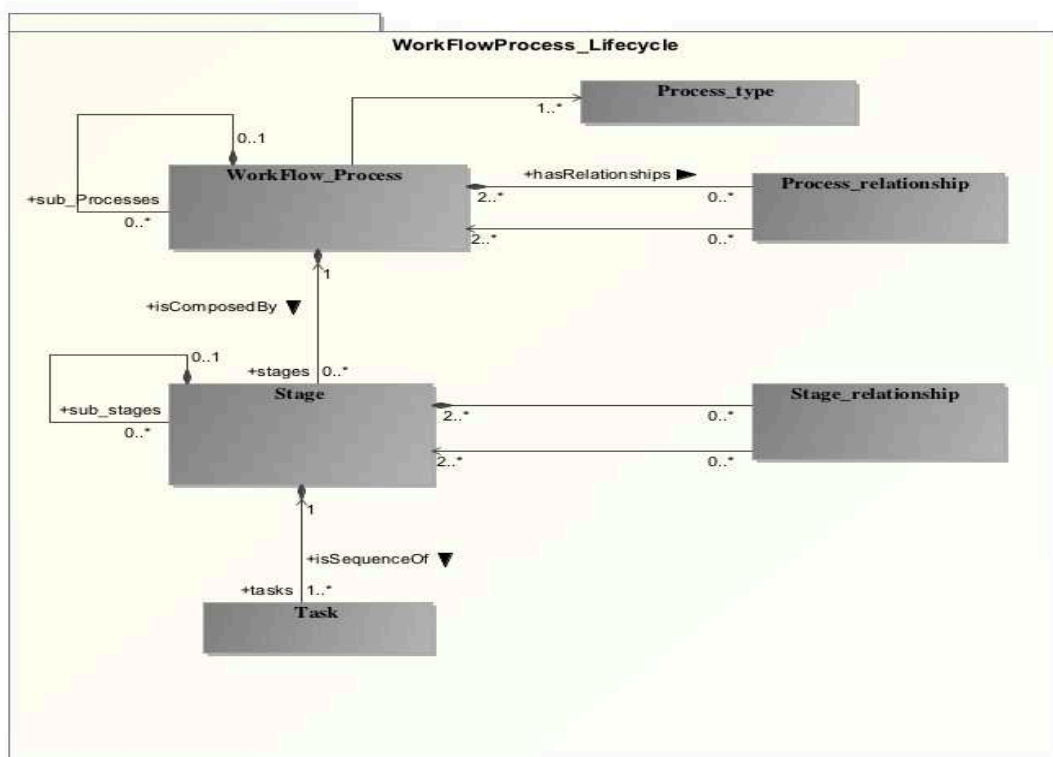 WorkFlowProcess_Lifecycle
Process_type
1..*
0..1
WorkFlow_Process
+hasRelationships
Process_relationship
+sub_Processes
0..*
2..*
0..*
2..*
0..*
1
+isComposedBy
0..1
+stages
0..*
Stage
Stage_relationship
+sub_stages
0..*
2..*
0..*
2..*
0..*
1
+isSequenceOf
+tasks
1..*
Task